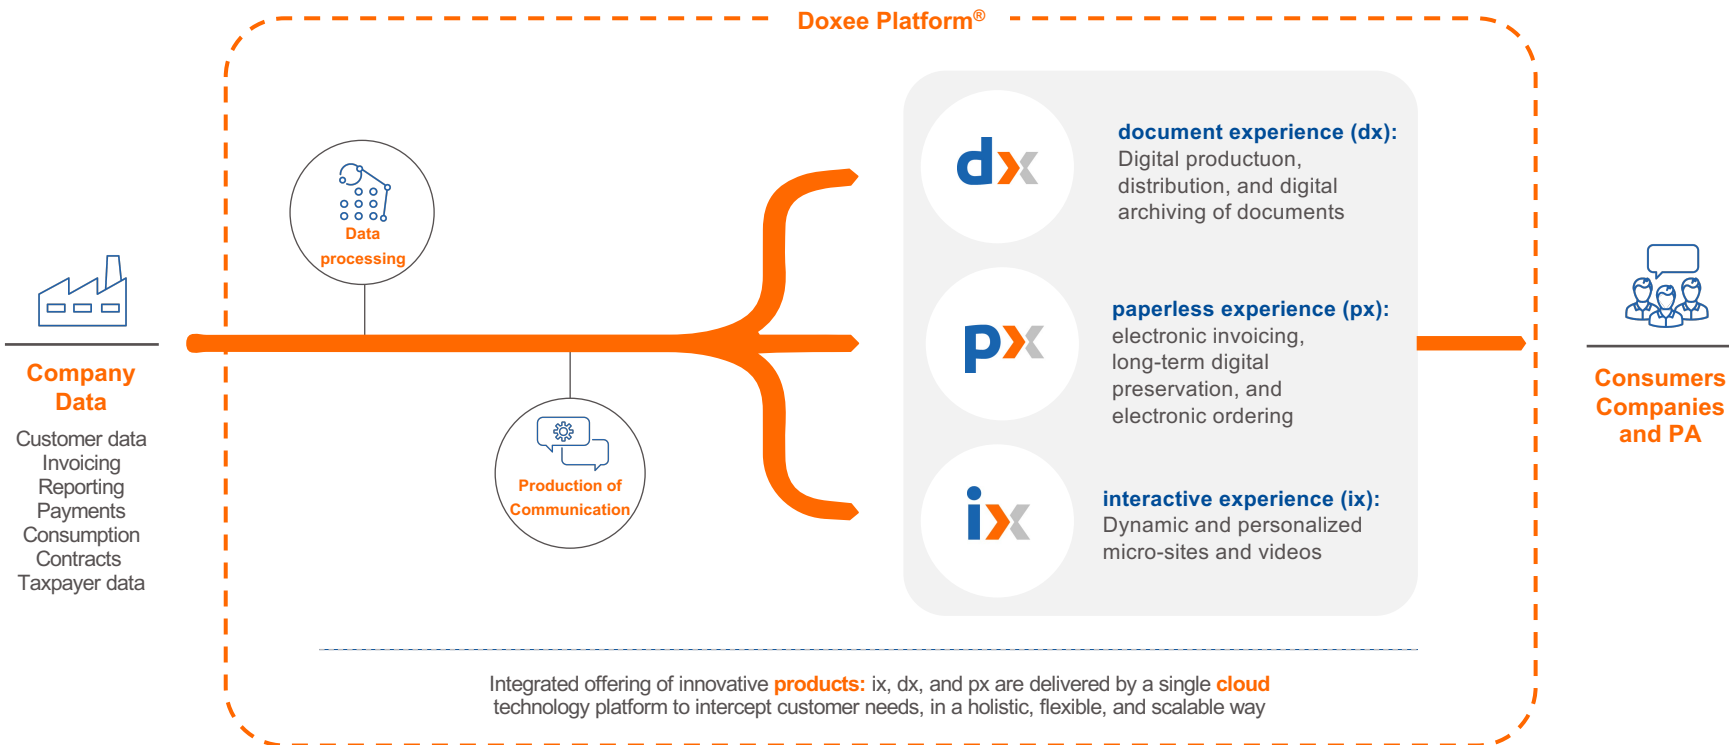 Doxee Platform®
Company
Data
Customer data
Invoicing
Reporting
Payments
Consumption
Contracts
Taxpayer data
Data
processing
Production of
Communication
dx
document experience (dx):
Digital productuon,
distribution, and digital
archiving of documents
px
paperless experience (px):
electronic invoicing,
long-term digital
preservation, and
electronic ordering
ix
interactive experience (ix):
Dynamic and personalized
micro-sites and videos
Consumers
Companies
and PA
Integrated offering of innovative products: ix, dx, and px are delivered by a single cloud
technology platform to intercept customer needs, in a holistic, flexible, and scalable way